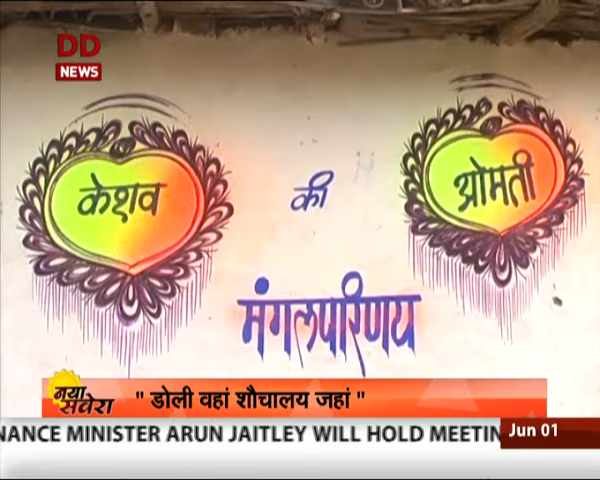 DD
NEWS
केशव
की
श्रोमती
मंगलपरिणय
नया
सवेरा
" डोली वहां शौचालय जहां "
NANCE MINISTER ARUN JAITLEY WILL HOLD MEETIN
Jun 01